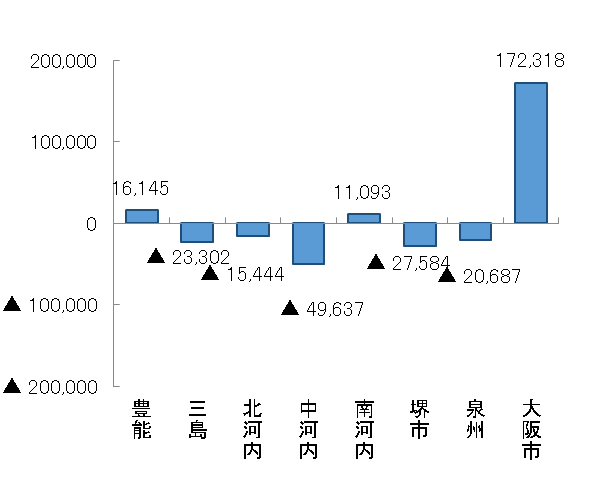 200,000
172,318
100,000
16,145
11,093
0
▲ 23,302
▲ 15,444
▲ 49,637
▲ 27,584
▲ 20,687
▲ 100,000
▲ 200,000
豊能
三島
北河内
中河内
南河内
堺市
泉州
大阪市